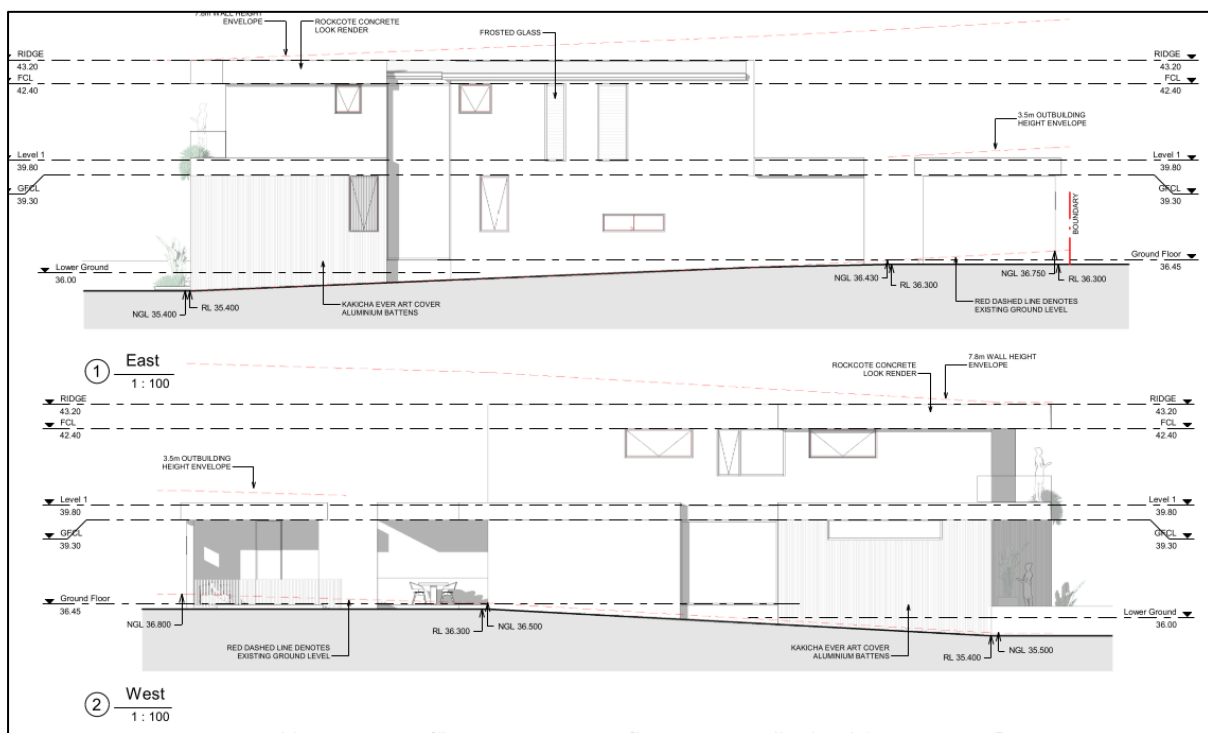 7.8m WALL HEIGHT
ENVELOPE
ROCKCOTE CONCRETE
LOOK RENDER
FROSTED GLASS
RIDGE
43.20
FCL
42.40
RIDGE
43.20
FCL
42.40
3.5m OUTBUILDING
HEIGHT ENVELOPE
Level 1
39.80
GFCL
39.30
Level 1
39.80
GFCL
39.30
BOUNDARY
Lower Ground
36.00
Ground Floor
36.45
NGL 36.430
RL 36.300
NGL 36.750
RL 36.300
NGL 35.400
RL 35.400
KAKICHA EVER ART COVER
ALUMINIUM BATTENS
RED DASHED LINE DENOTES
EXISTING GROUND LEVEL
1 East
1 : 100
ROCKCOTE CONCRETE
LOOK RENDER
7.8m WALL HEIGHT
ENVELOPE
RIDGE
43.20
FCL
42.40
RIDGE
43.20
FCL
42.40
3.5m OUTBUILDING
HEIGHT ENVELOPE
Level 1
39.80
GFCL
39.30
Level 1
39.80
GFCL
39.30
Ground Floor
36.45
Lower Ground
36.00
NGL 36.800
RL 36.300
NGL 36.500
RED DASHED LINE DENOTES
EXISTING GROUND LEVEL
KAKICHA EVER ART COVER
ALUMINIUM BATTENS
RL 35.400
NGL 35.500
2 West
1 : 100